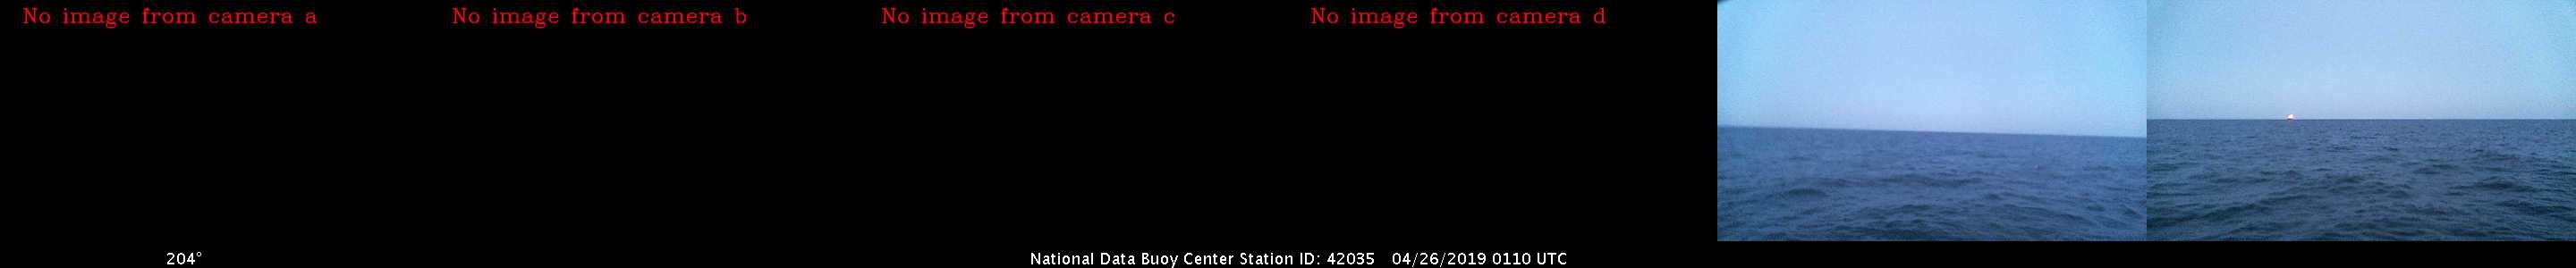 No image from camera a
No image from camera b
No image from camera c
No image from camera d
204°
National Data Buoy Center Station ID: 42035 04/26/2019 0110 UTC